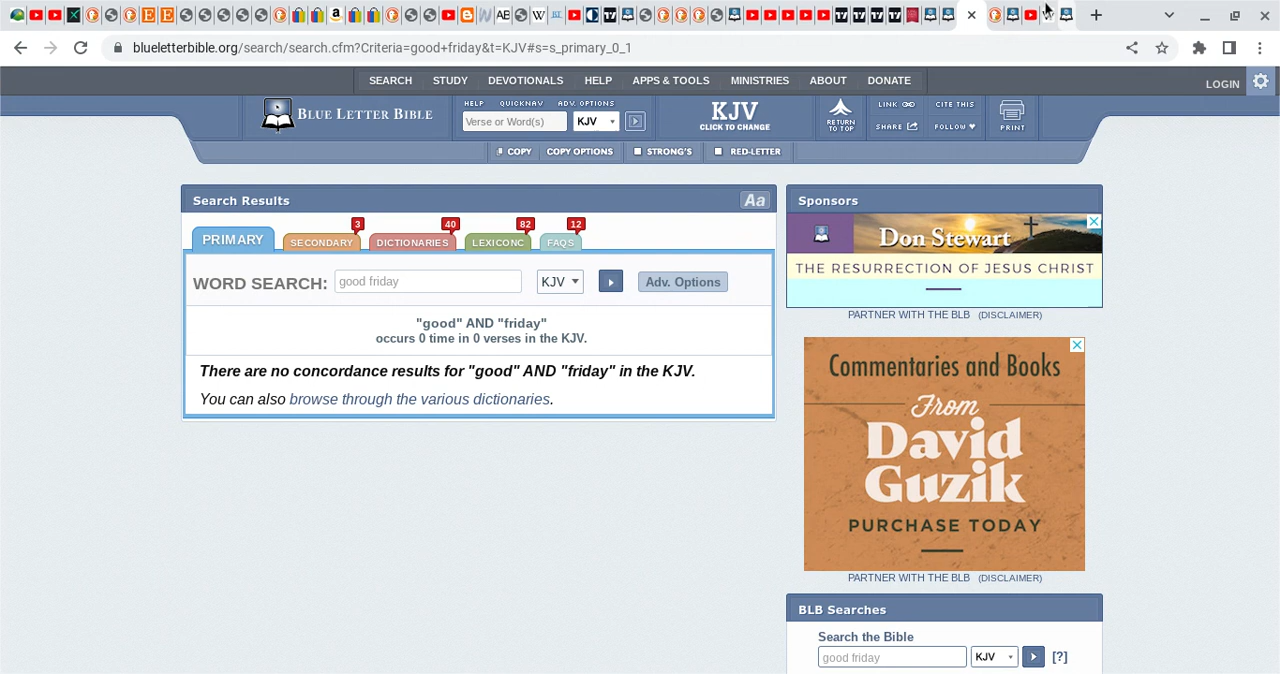 blueletterbible.org/search/search.cfm?Criteria=good+friday&t=KJV#s=s_primary_0_1
SEARCH STUDY DEVOTIONALS HELP APPS & TOOLS MINISTRIES ABOUT DONATE
LOGIN
BLUE LETTER BIBLE
HELP QUICKNAV ADV. OPTIONS
Verse or Word(s) KJV
KJV
CLICK TO CHANGE
RETURN
TO TOP
LINK CITE THIS
SHARE FOLLOW
PRINT
COPY COPY OPTIONS STRONG'S RED-LETTER
Search Results Aa
3 40 82 12
PRIMARY SECONDARY DICTIONARIES LEXICONC FAQS
WORD SEARCH: good friday KJV Adv. Options
"good" AND "friday"
occurs 0 time in 0 verses in the KJV.
There are no concordance results for "good" AND "friday" in the KJV.
You can also browse through the various dictionaries.
Sponsors
Don Stewart
THE RESURRECTION OF JESUS CHRIST
PARTNER WITH THE BLB (DISCLAIMER)
Commentaries and Books
From
David
Guzik
PURCHASE TODAY
PARTNER WITH THE BLB (DISCLAIMER)
BLB Searches
Search the Bible
good friday KJV [?]